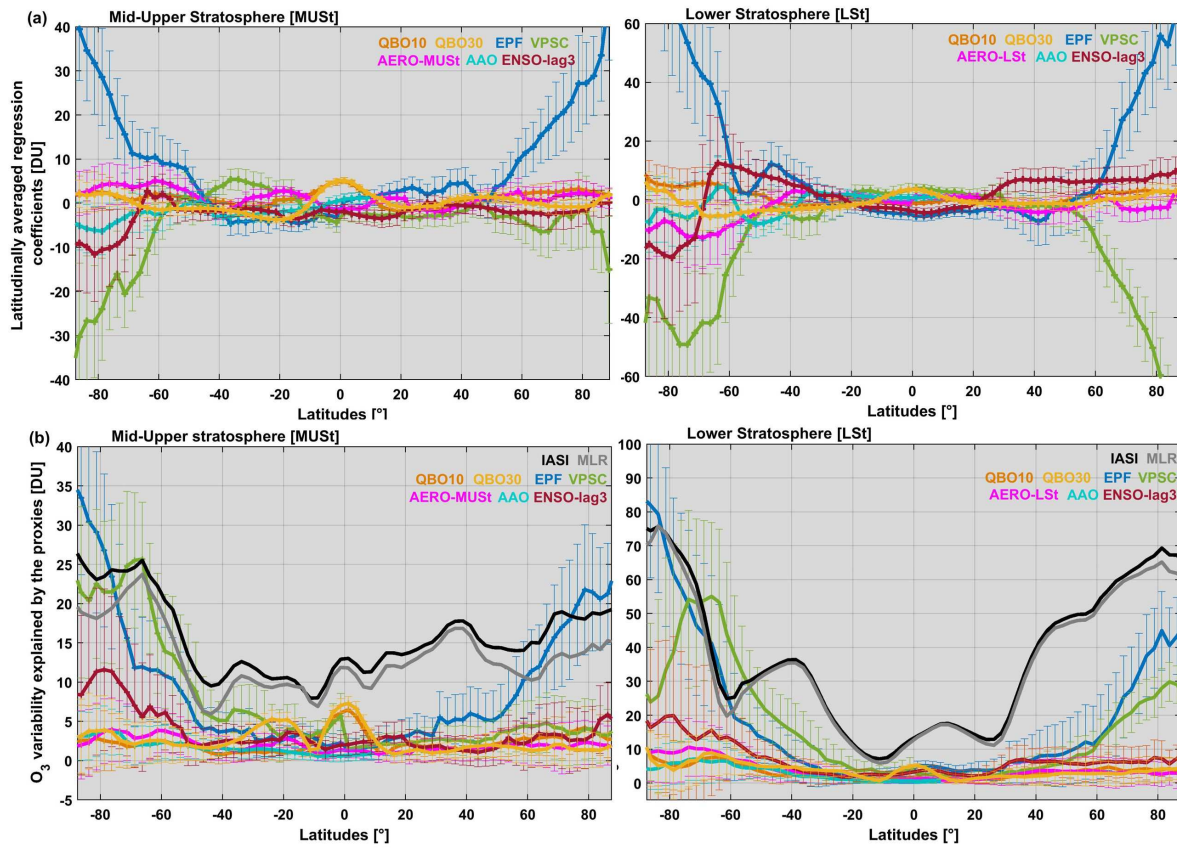 (a)
Mid-Upper Stratosphere [MUSt]
QBO10 QBO30 EPF VPSC
AERO-MUSt AAO ENSO-lag3
Latitudinally averaged regression
coefficients [DU]
40
30
20
10
0
-10
-20
-30
-40
-80 -60 -40 -20 0 20 40 60 80
Latitudes [°]
Lower Stratosphere [LSt]
QBO10 QBO30 EPF VPSC
AERO-LSt AAO ENSO-lag3
60
40
20
0
-20
-40
-60
-80 -60 -40 -20 0 20 40 60 80
Latitudes [°]
(b)
Mid-Upper stratosphere [MUSt]
IASI MLR
QBO10 QBO30 EPF VPSC
AERO-MUSt AAO ENSO-lag3
O3 variability explained by the proxies [DU]
40
35
30
25
20
15
10
5
0
-5
-80 -60 -40 -20 0 20 40 60 80
Latitudes [°]
Lower Stratosphere [LSt]
IASI MLR
QBO10 QBO30 EPF VPSC
AERO-LSt AAO ENSO-lag3
100
90
80
70
60
50
40
30
20
10
0
-80 -60 -40 -20 0 20 40 60 80
Latitudes [°]